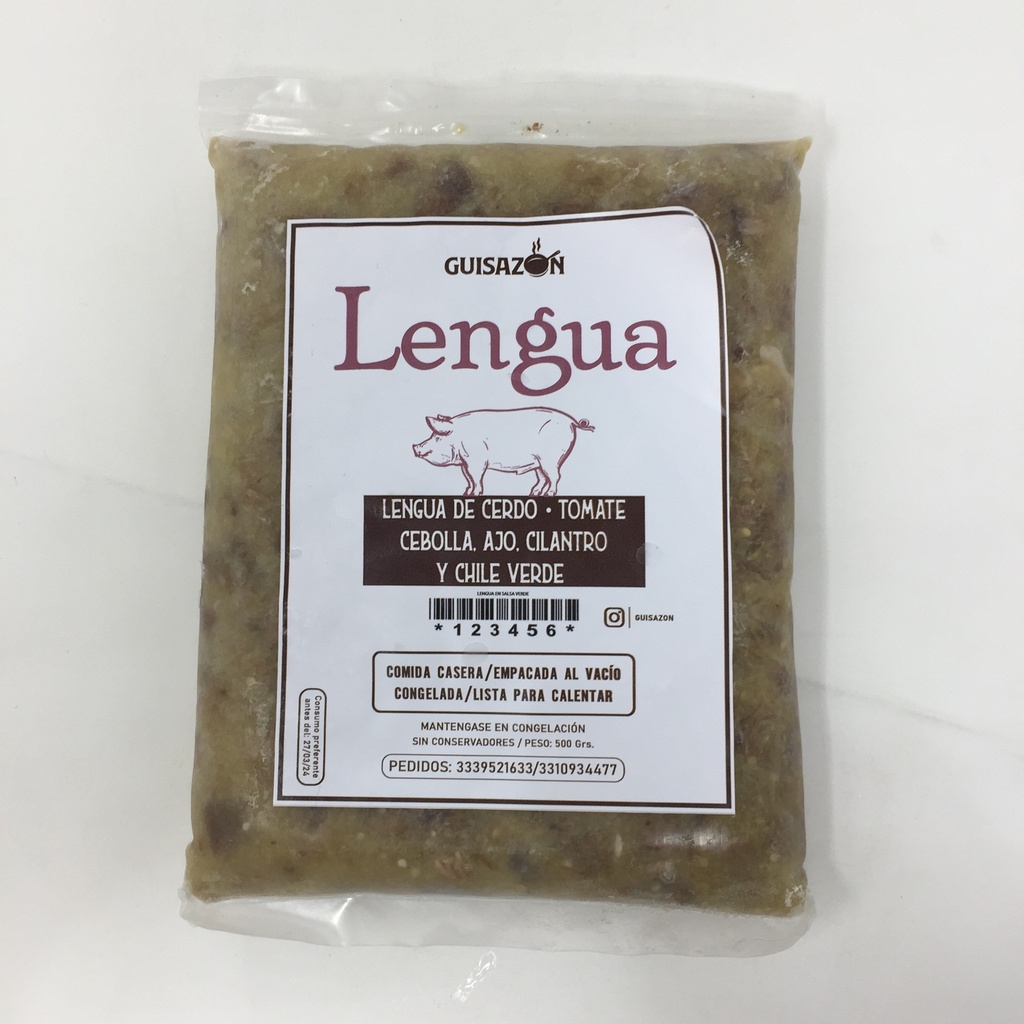 GUISAZÓN
Lengua
LENGUA DE CERDO • TOMATE
CEBOLLA, AJO, CILANTRO
Y CHILE VERDE
LENGUA EN SALSA VERDE
*123456*
GUISAZON
COMIDA CASERA/EMPACADA AL VACÍO
CONGELADA/LISTA PARA CALENTAR
MANTENGASE EN CONGELACIÓN
SIN CONSERVADORES / PESO: 500 Grs.
PEDIDOS: 3339521633/3310934477
Consumo preferente
antes del: 27/03/24